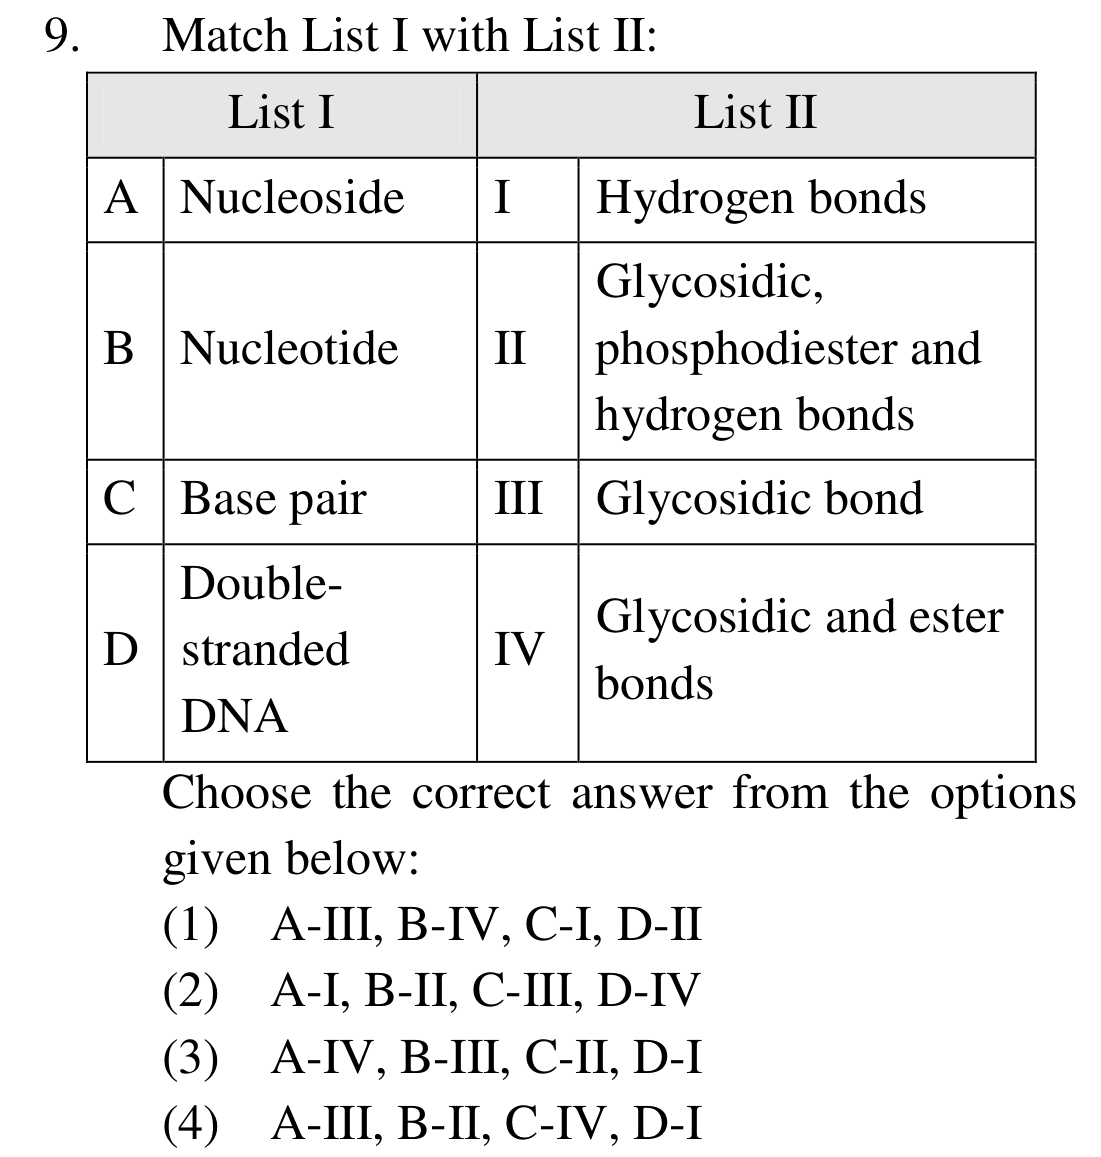 9. Match List I with List II:
List I List II
A Nucleoside I Hydrogen bonds
B Nucleotide II Glycosidic,
phosphodiester and
hydrogen bonds
C Base pair III Glycosidic bond
D Double-
stranded
DNA IV Glycosidic and ester
bonds
Choose the correct answer from the options
given below:
(1) A-III, B-IV, C-I, D-II
(2) A-I, B-II, C-III, D-IV
(3) A-IV, B-III, C-II, D-I
(4) A-III, B-II, C-IV, D-I